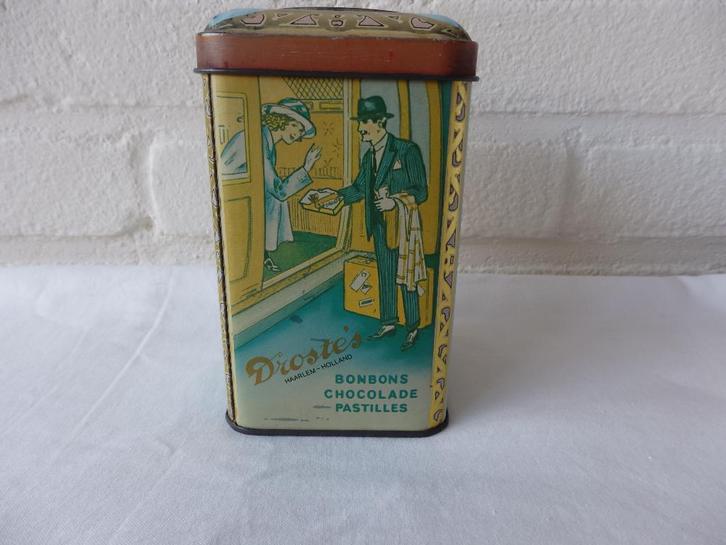 Droste's
HAARLEM-HOLLAND
BONBONS
CHOCOLADE
PASTILLES